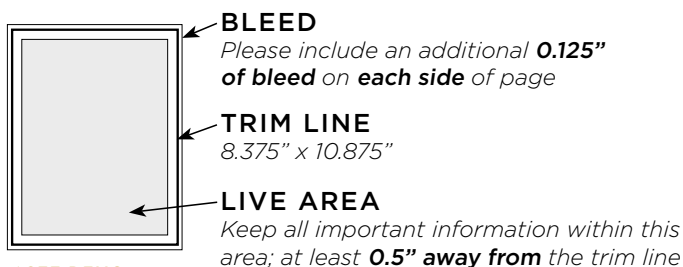 BLEED
Please include an additional 0.125”
of bleed on each side of page
TRIM LINE
8.375” x 10.875”
LIVE AREA
Keep all important information within this
area; at least 0.5” away from the trim line